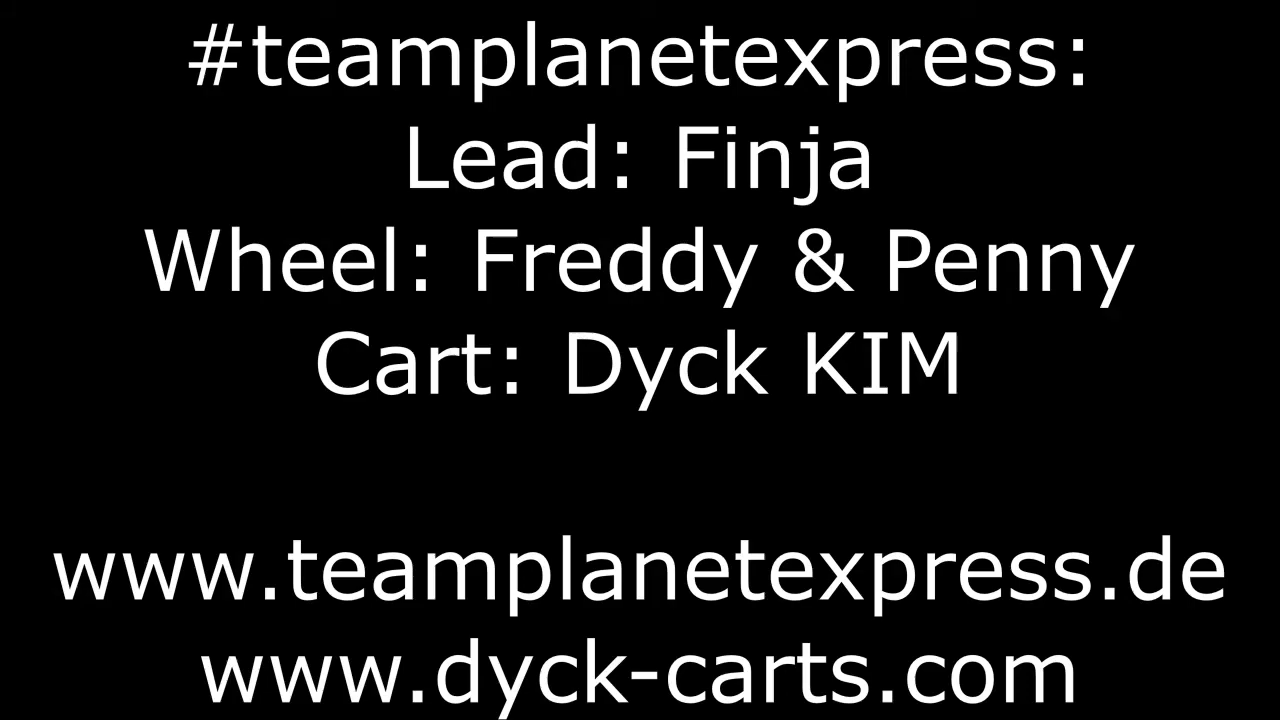 #teamplanetexpress:
Lead: Finja
Wheel: Freddy & Penny
Cart: Dyck KIM
www.teamplanetexpress.de
www.dyck-carts.com